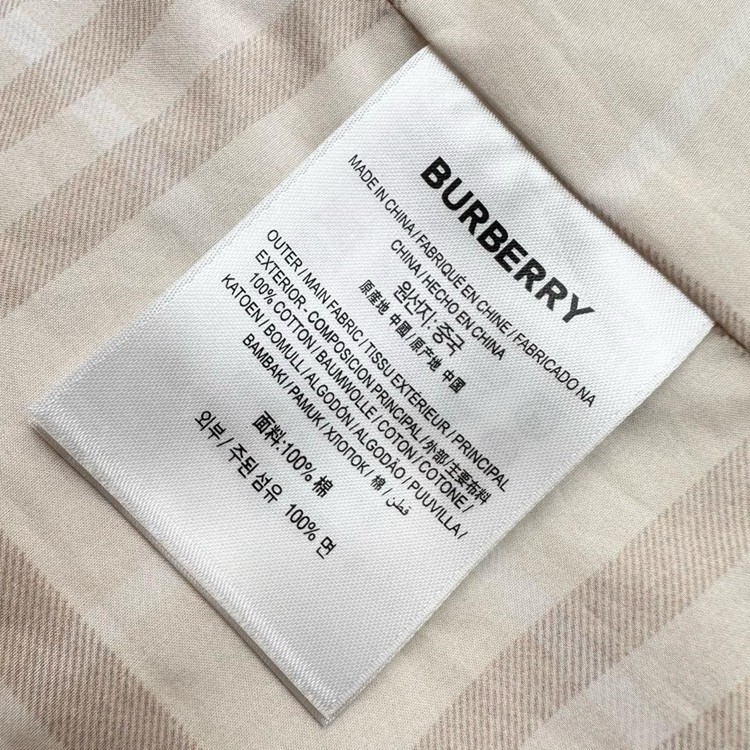 BURBERRY
MADE IN CHINA / FABRIQUÉ EN CHINE / FABRICADO NA
CHINA / HECHO EN CHINA
원산지: 중국
原産地 中國 / 原产地 中國
OUTER / MAIN FABRIC / TISSU EXTÉRIEUR / PRINCIPAL
EXTERIOR - COMPOSICION PRINCIPAL / 外部 / 主要布料
100% COTTON / BAUMWOLLE / COTON / COTONE /
KATOEN / BOMULL / ALGODÓN / ALGODÃO / PUUVILLA /
BAMBAKI / PAMUK / ХЛОПОК / 棉 / قطن
面料:100% 棉
외부 / 주된 섬유 100% 면